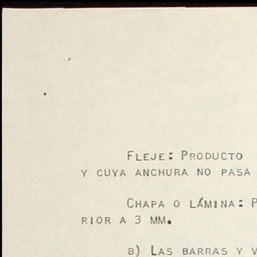 FLEJE: PRODUCTO
Y CUYA ANCHURA NO PASA
CHAPA O LÁMINA: P
RIOR A 3 MM.
B) LAS BARRAS Y V